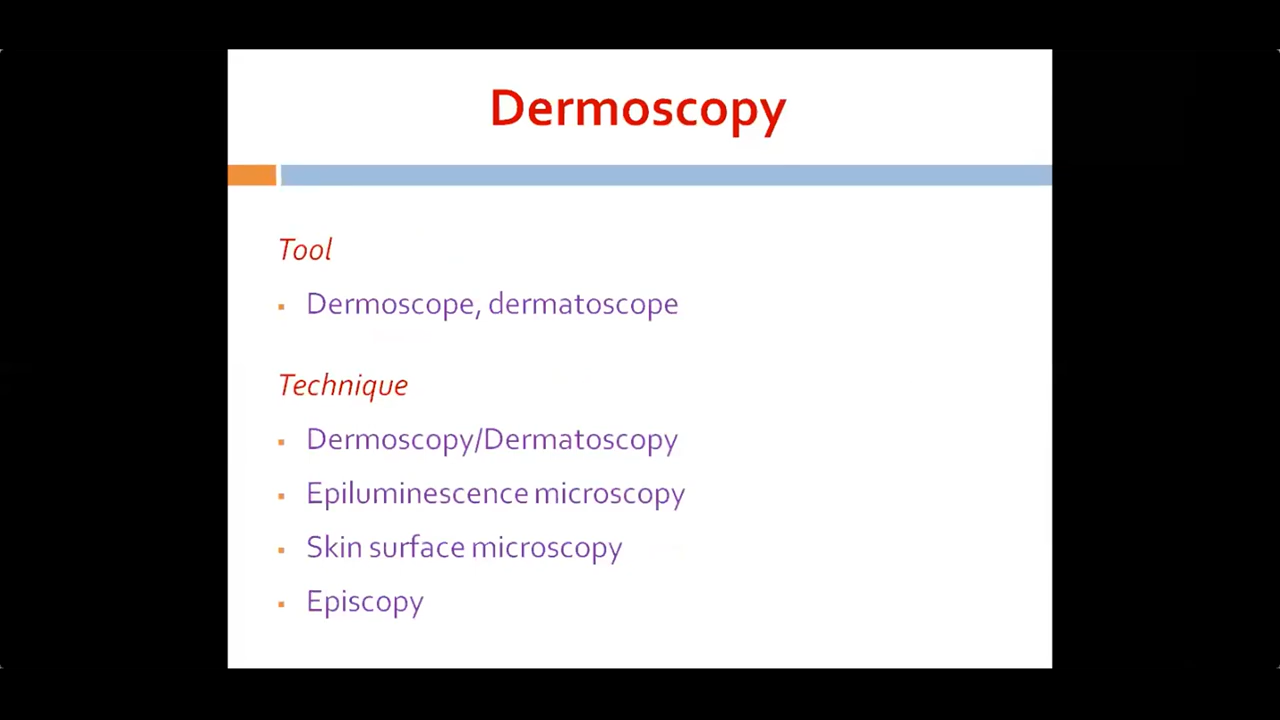 Dermoscopy
Tool
▪ Dermoscope, dermatoscope
Technique
▪ Dermoscopy/Dermatoscopy
▪ Epiluminescence microscopy
▪ Skin surface microscopy
▪ Episcopy